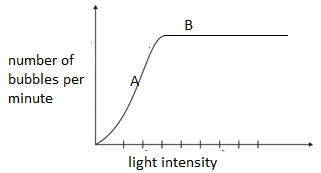 B
number of
bubbles per
minute
A
light intensity